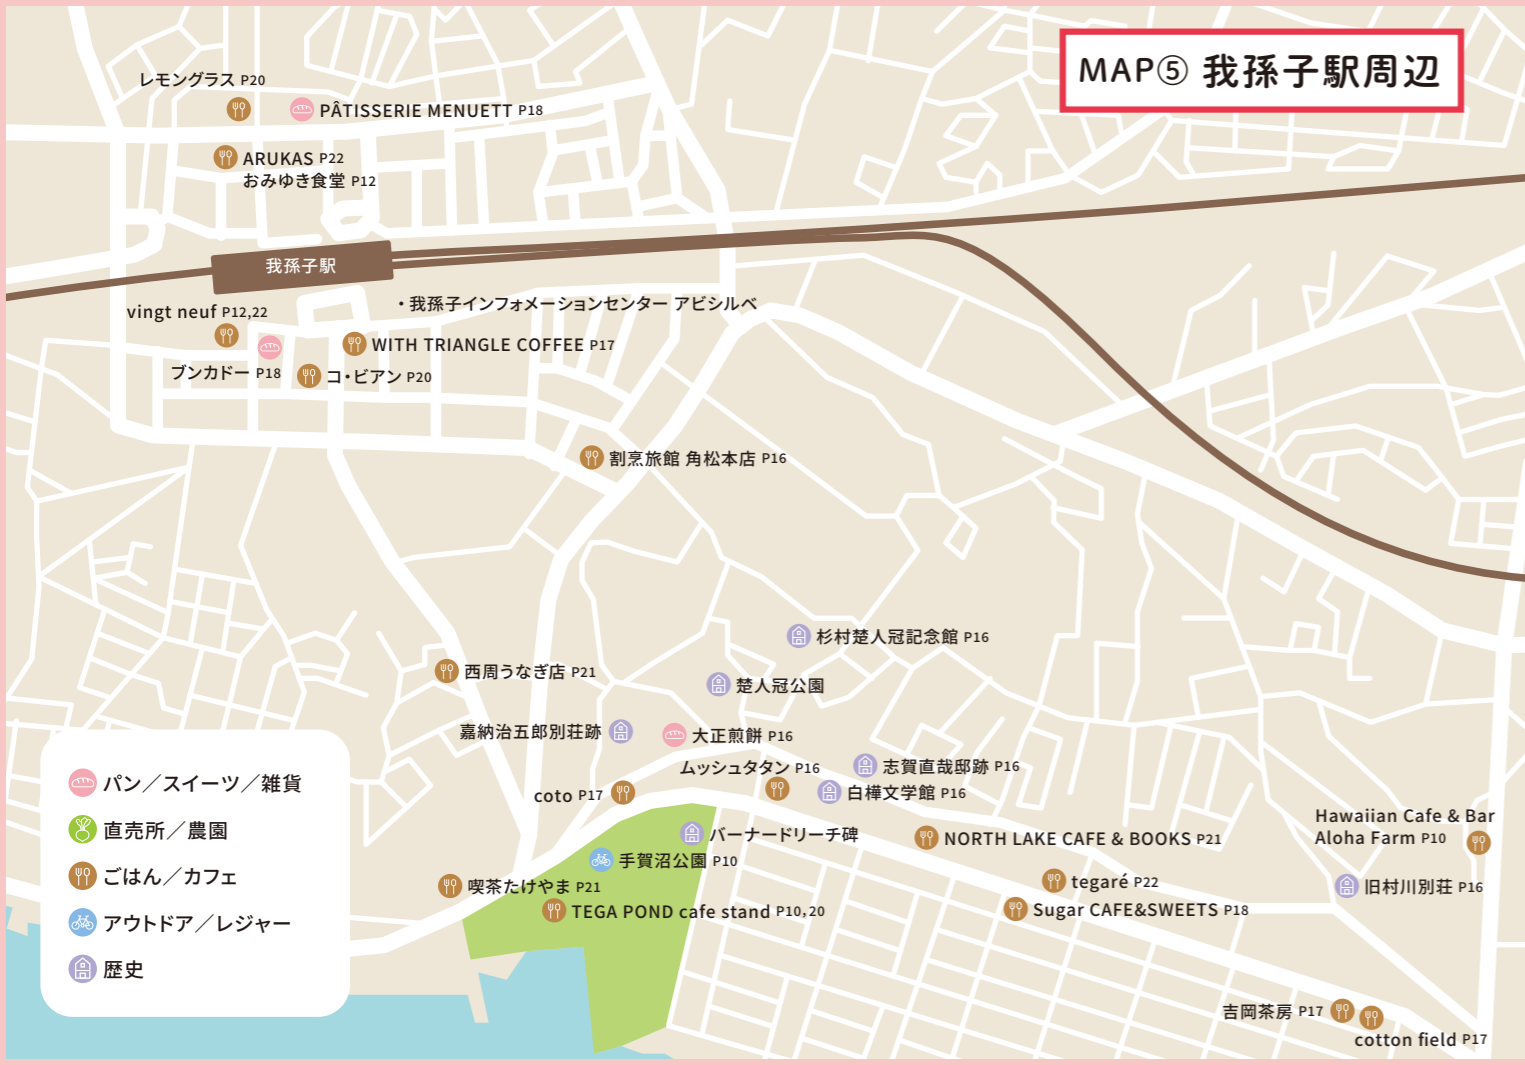 MAP⑤ 我孫子駅周辺
レモングラス P20
PÂTISSERIE MENUETT P18
ARUKAS P22
おみゆき食堂 P12
我孫子駅
・我孫子インフォメーションセンター アビシルベ
vingt neuf P12,22
WITH TRIANGLE COFFEE P17
ブンカドー P18
コ・ビアン P20
割烹旅館 角松本店 P16
杉村楚人冠記念館 P16
西周うなぎ店 P21
楚人冠公園
嘉納治五郎別荘跡
大正煎餅 P16
ムッシュタタン P16
志賀直哉邸跡 P16
白樺文学館 P16
coto P17
バーナードリーチ碑
手賀沼公園 P10
喫茶たけやま P21
TEGA POND cafe stand P10,20
NORTH LAKE CAFE & BOOKS P21
Hawaiian Cafe & Bar
Aloha Farm P10
tegaré P22
旧村川別荘 P16
Sugar CAFE&SWEETS P18
吉岡茶房 P17
cotton field P17
パン／スイーツ／雑貨
直売所／農園
ごはん／カフェ
アウトドア／レジャー
歴史